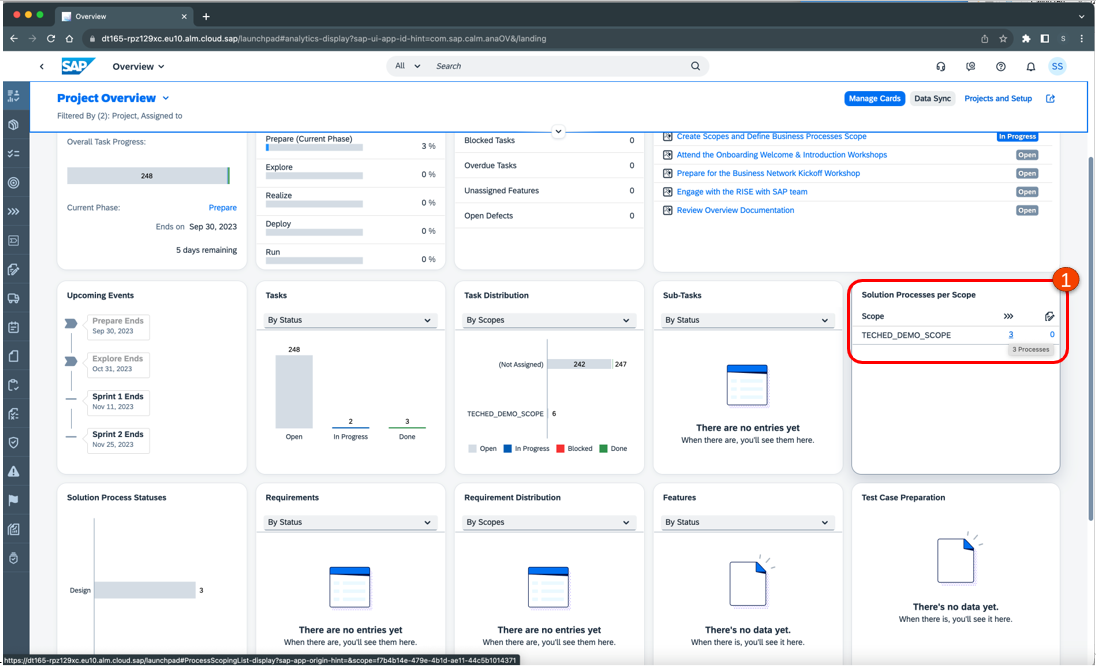 Overview
dt165-rpz129xc.eu10.alm.cloud.sap/launchpad#analytics-display?sap-ui-app-id-hint=com.sap.calm.anaOV&/landing
S
SAP
Overview
All
Search
SS
Project Overview
Manage Cards
Data Sync
Projects and Setup
Filtered By (2): Project, Assigned to
Overall Task Progress:
248
Current Phase:
Prepare
Ends on Sep 30, 2023
5 days remaining
Prepare (Current Phase)
3 %
Explore
0 %
Realize
0 %
Deploy
0 %
Run
0 %
Blocked Tasks
0
Overdue Tasks
0
Unassigned Features
0
Open Defects
0
Create Scopes and Define Business Processes Scope
In Progress
Attend the Onboarding Welcome & Introduction Workshops
Open
Prepare for the Business Network Kickoff Workshop
Open
Engage with the RISE with SAP team
Open
Review Overview Documentation
Open
Upcoming Events
Prepare Ends
Sep 30, 2023
Explore Ends
Oct 31, 2023
Sprint 1 Ends
Nov 11, 2023
Sprint 2 Ends
Nov 25, 2023
Tasks
By Status
248
2
3
Open
In Progress
Done
Task Distribution
By Scopes
(Not Assigned)
242
247
TECHED_DEMO_SCOPE
6
Open
In Progress
Blocked
Done
Sub-Tasks
By Status
There are no entries yet
When there are, you'll see them here.
1
Solution Processes per Scope
Scope
TECHED_DEMO_SCOPE
3
0
3 Processes
Solution Process Statuses
Design
3
Requirements
By Status
There are no entries yet
When there are, you'll see them here.
Requirement Distribution
By Scopes
There are no entries yet
When there are, you'll see them here.
Features
By Status
There's no data yet.
When there is, you'll see it here.
Test Case Preparation
There's no data yet.
When there is, you'll see it here.
https://dt165-rpz129xc.eu10.alm.cloud.sap/launchpad#ProcessScopingList-display?sap-app-origin-hint=&scope=f7b4b14e-479e-4b1d-ae11-44c5b1014371